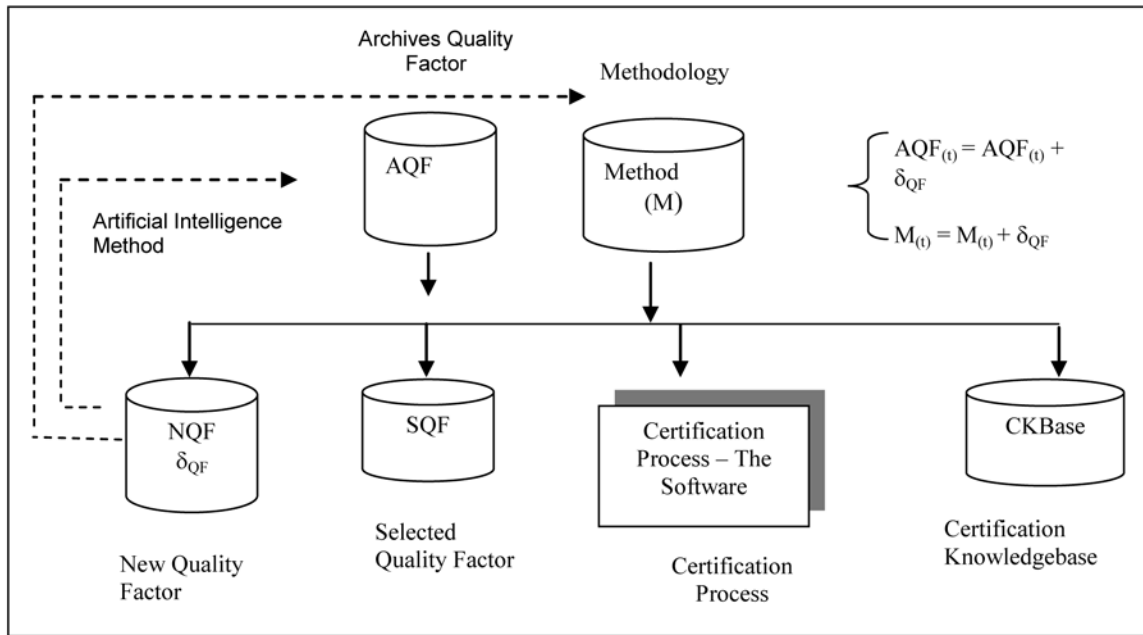 Archives Quality
Factor
Methodology
AQF
Method
(M)
AQF(t) = AQF(t) +
δQF
M(t) = M(t) + δQF
Artificial Intelligence
Method
NQF
δQF
SQF
Certification
Process – The
Software
CKBase
New Quality
Factor
Selected
Quality Factor
Certification
Process
Certification
Knowledgebase